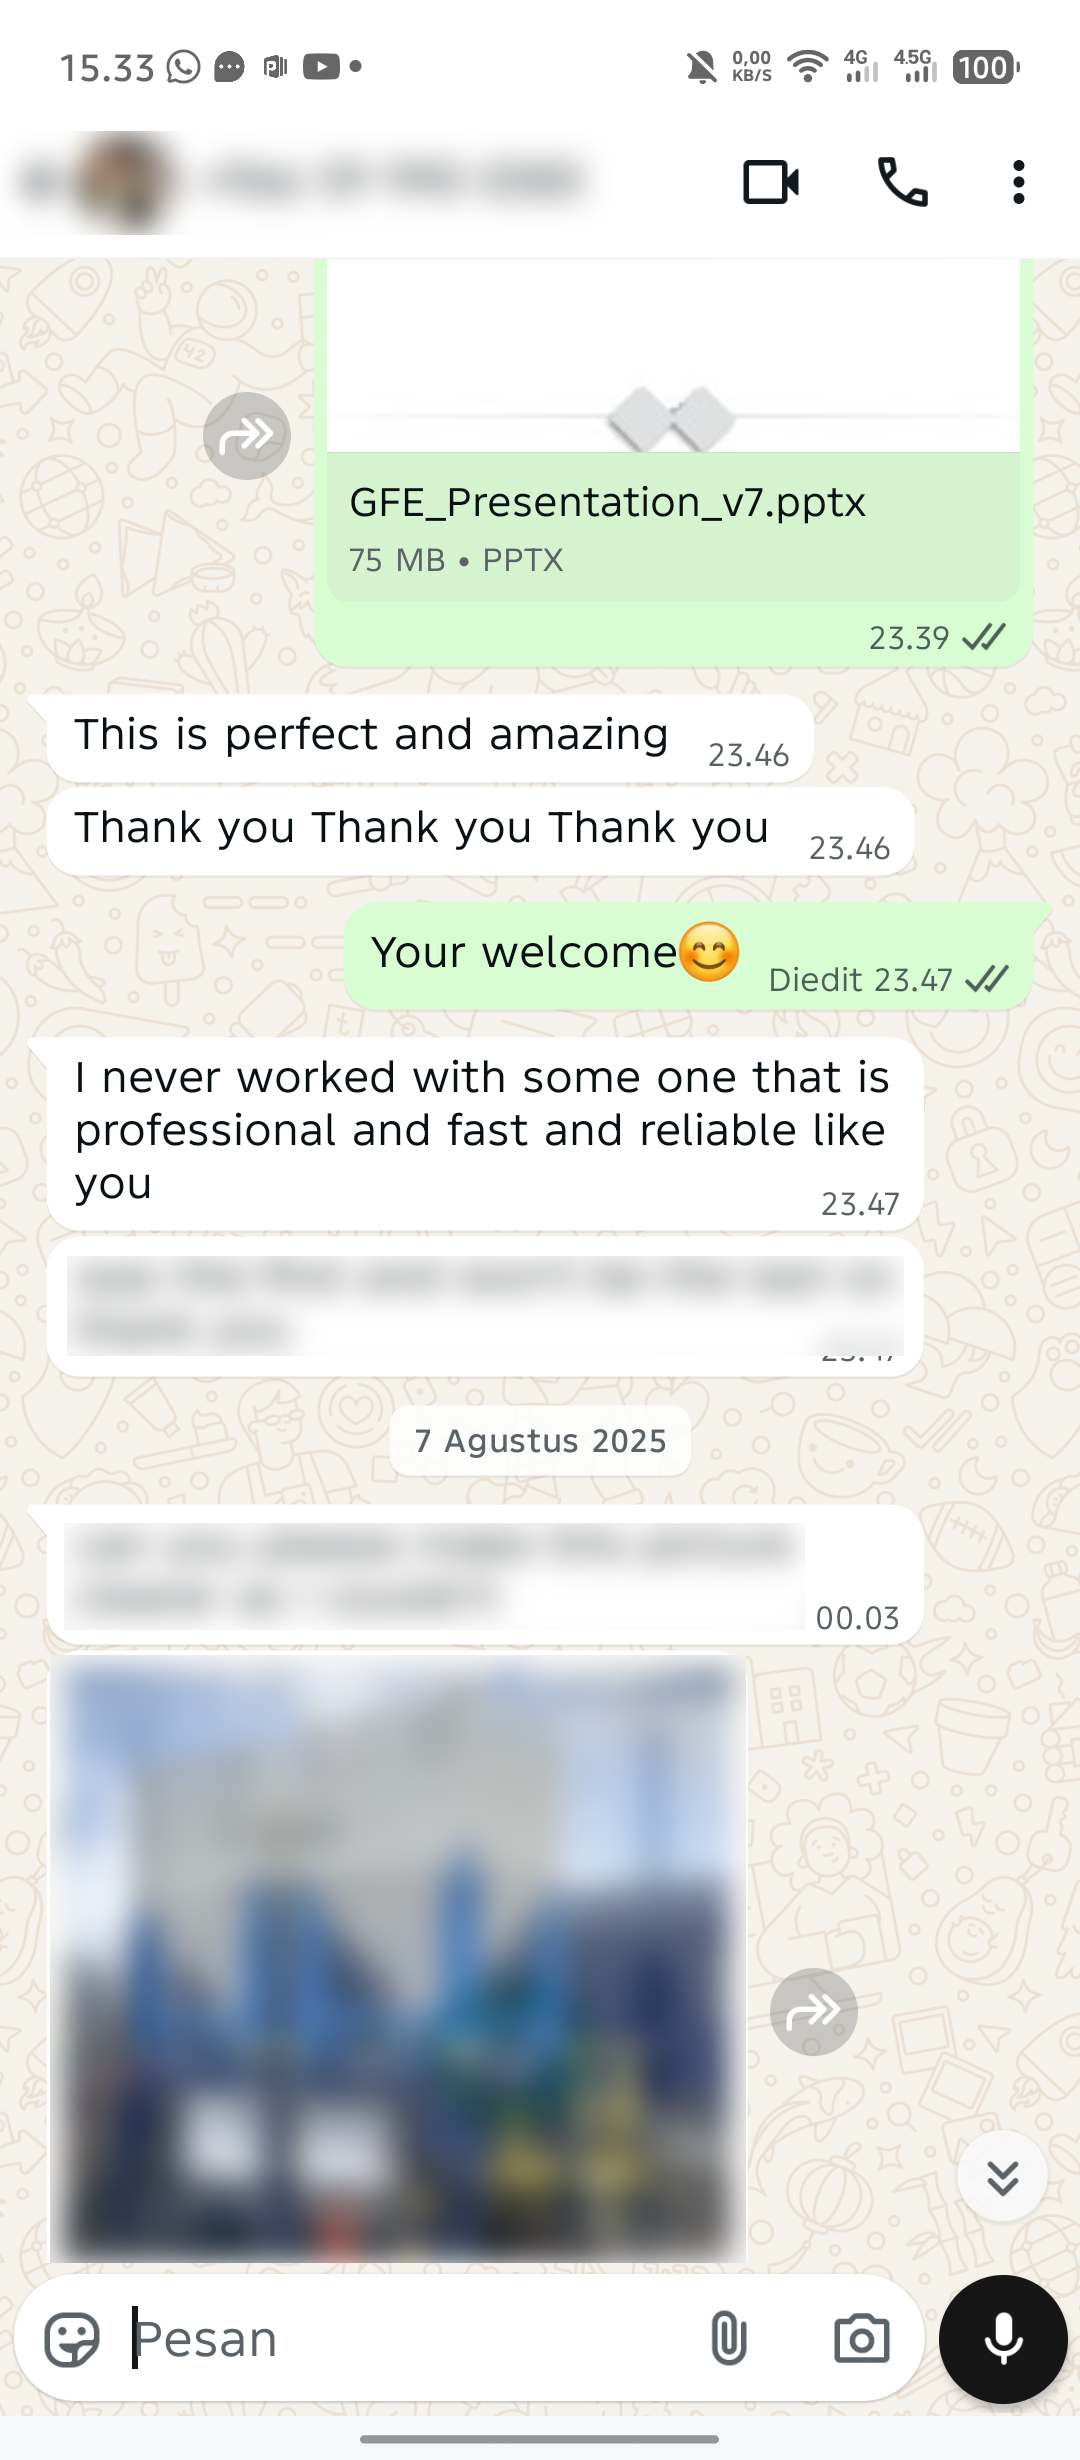 15.33
0,00
KB/S
4G
4.5G
100
GFE_Presentation_v7.pptx
75 MB • PPTX
23.39
This is perfect and amazing
23.46
Thank you Thank you Thank you
23.46
Your welcome😊
Diedit 23.47
I never worked with some one that is
professional and fast and reliable like
you
23.47
7 Agustus 2025
00.03
Pesan